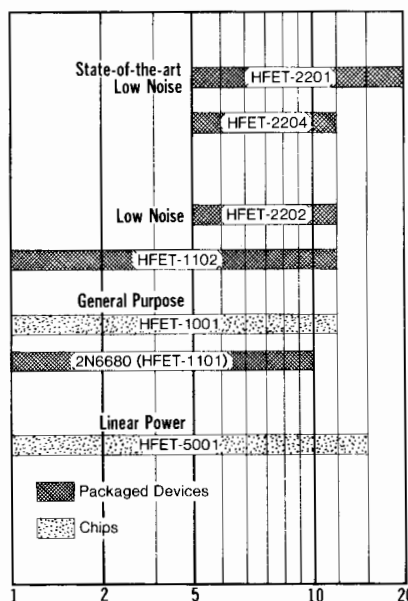 State-of-the-art
Low Noise
HFET-2201
HFET-2204
Low Noise
HFET-2202
HFET-1102
General Purpose
HFET-1001
2N6680 (HFET-1101)
Linear Power
HFET-5001
Packaged Devices
Chips
1 2 5 10 20